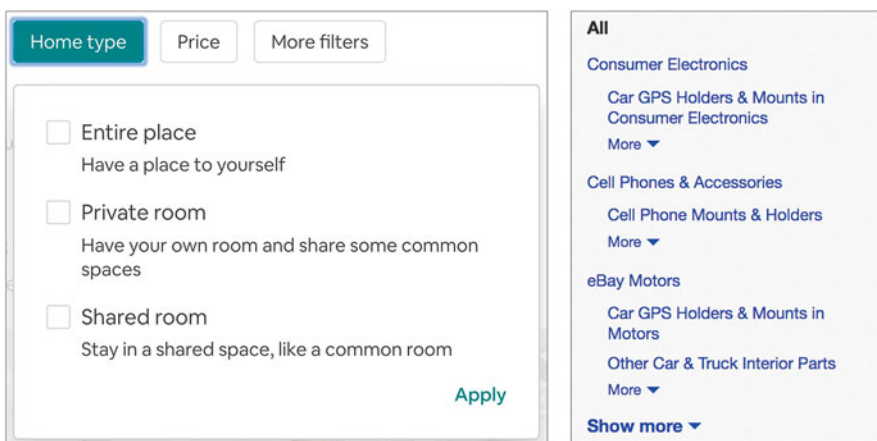 Home type
Price
More filters
Entire place
Have a place to yourself
Private room
Have your own room and share some common
spaces
Shared room
Stay in a shared space, like a common room
Apply
All
Consumer Electronics
Car GPS Holders & Mounts in
Consumer Electronics
More
Cell Phones & Accessories
Cell Phone Mounts & Holders
More
eBay Motors
Car GPS Holders & Mounts in
Motors
Other Car & Truck Interior Parts
More
Show more